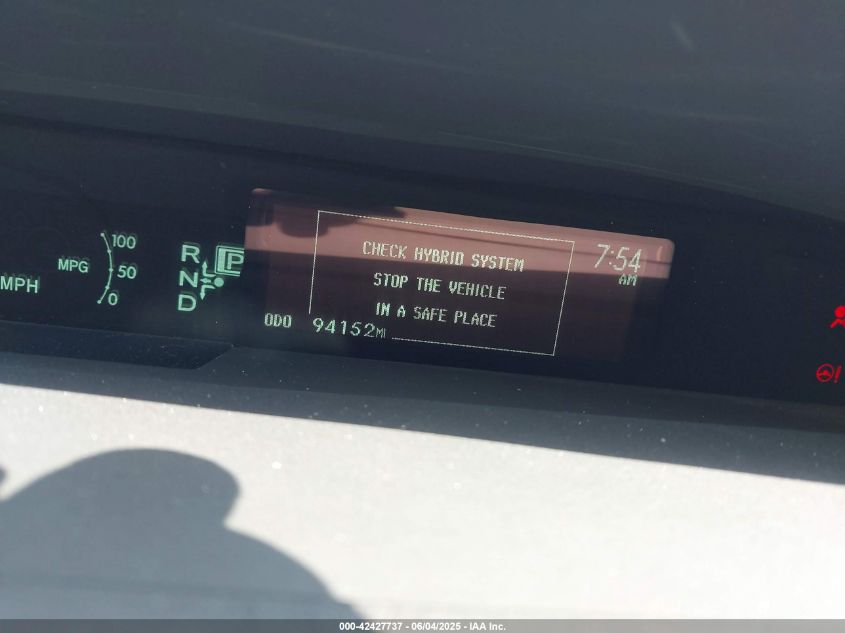 100
MPG
50
MPH
0
R
N
D
P
CHECK HYBRID SYSTEM
STOP THE VEHICLE
IN A SAFE PLACE
7:54
AM
ODO 94152MI
!
000-42427737 - 06/04/2025 - IAA Inc.